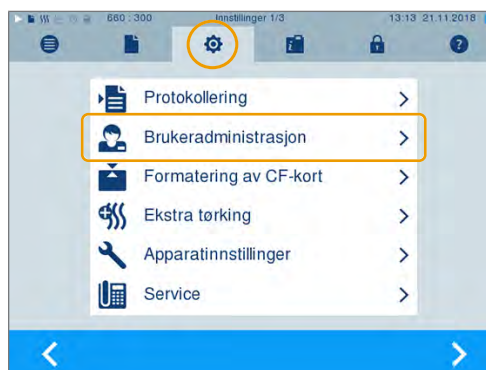 660 : 300 Innstillinger 1/3 13:13 21.11.2018
Protokollering
Brukeradministrasjon
Formatering av CF-kort
Ekstra tørking
Apparatinnstillinger
Service